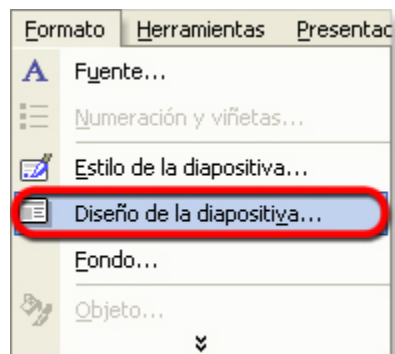 Formato Herramientas Presentac
Fuente...
Numeración y viñetas...
Estilo de la diapositiva...
Diseño de la diapositiva...
Fondo...
Objeto...